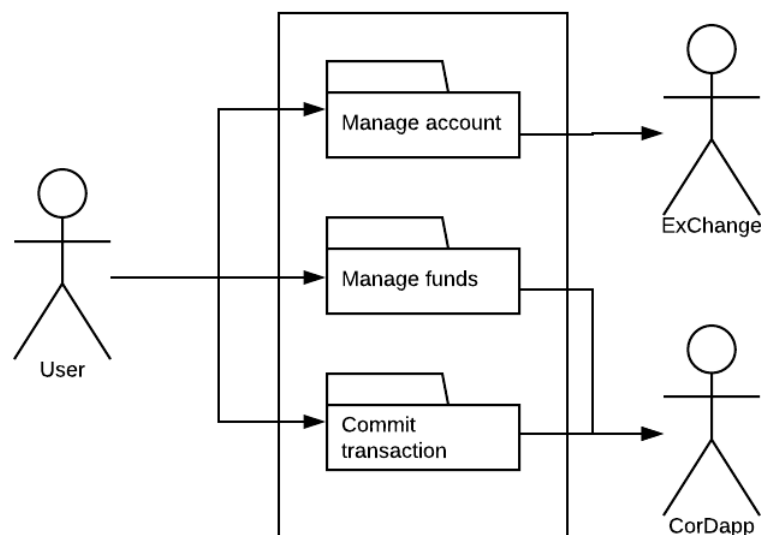 Manage account
ExChange
Manage funds
User
Commit
transaction
CorDapp